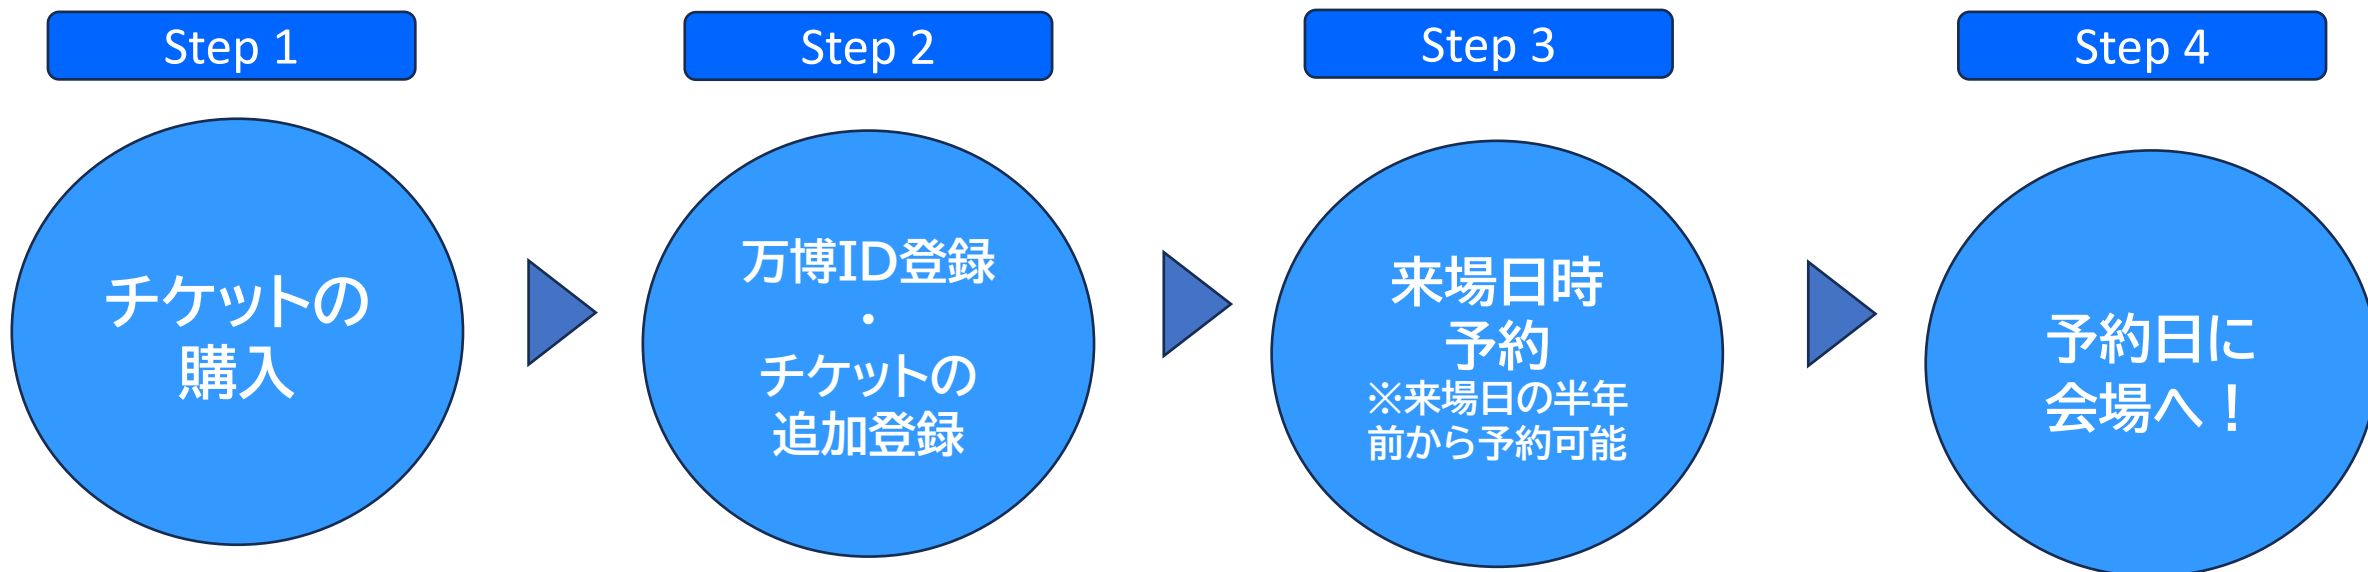 Step 1
チケットの
購入
Step 2
万博ID登録
・
チケットの
追加登録
Step 3
来場日時
予約
※来場日の半年
前から予約可能
Step 4
予約日に
会場へ！